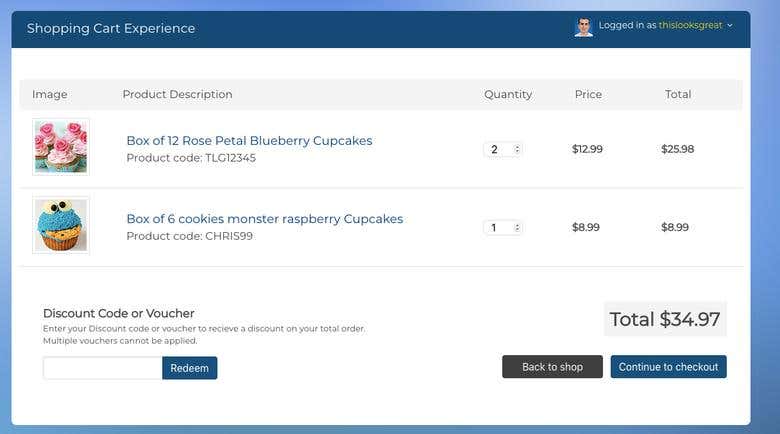 Shopping Cart Experience
Logged in as thislooksgreat
Image Product Description Quantity Price Total
Box of 12 Rose Petal Blueberry Cupcakes
Product code: TLG12345
2 $12.99 $25.98
Box of 6 cookies monster raspberry Cupcakes
Product code: CHRIS99
1 $8.99 $8.99
Discount Code or Voucher
Enter your Discount code or voucher to recieve a discount on your total order.
Multiple vouchers cannot be applied.
Redeem
Total $34.97
Back to shop
Continue to checkout